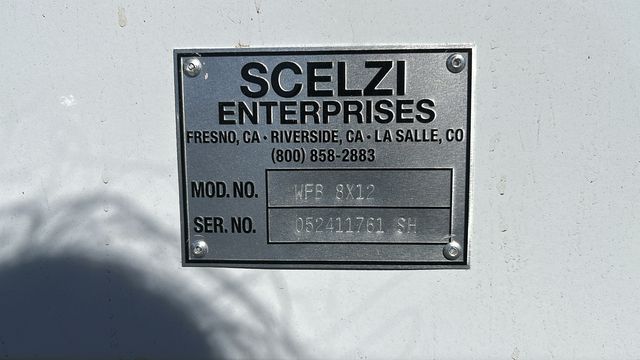 SCELZI
ENTERPRISES
FRESNO, CA · RIVERSIDE, CA · LA SALLE, CO
(800) 858-2883
MOD. NO. WFB 8X12
SER. NO. 052411761 SH